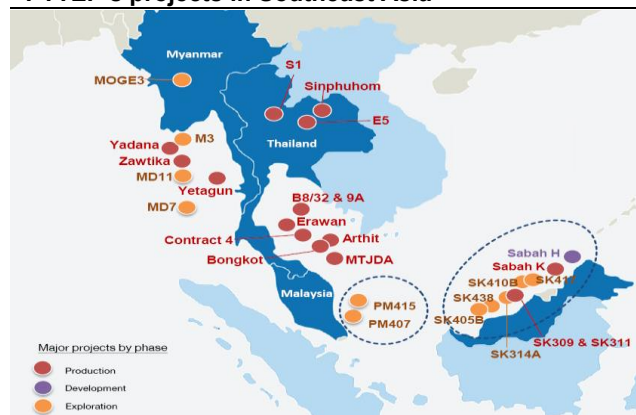 PTTEP's projects in Southeast Asia
Myanmar
MOGE3
S1
Sinphuhom
E5
Thailand
M3
Yadana
Zawtika
MD11
Yetagun
MD7
B8/32 & 9A
Erawan
Contract 4
Arthit
Bongkot
MTJDA
Malaysia
PM415
PM407
Sabah H
Sabah K
SK410B
SK417
SK438
SK405B
SK309 & SK311
SK314A
Major projects by phase
Production
Development
Exploration